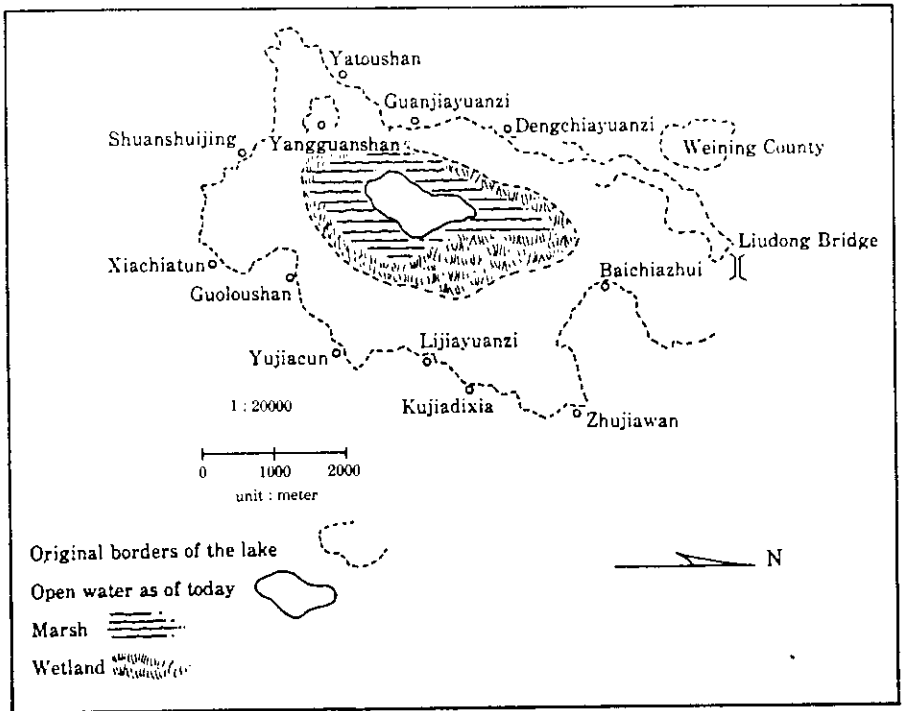 Yatoushan
Guanjiayuanzi
Dengchiayuanzi
Shuanshuijing
Yangguanshan
Weining County
Liudong Bridge
Xiachiatun
Baichiazhui
Guoloushan
Lijiayuanzi
Yujiacun
Kujiadixia
1 : 20000
Zhujiawan
0 1000 2000
unit : meter
Original borders of the lake
N
Open water as of today
Marsh
Wetland